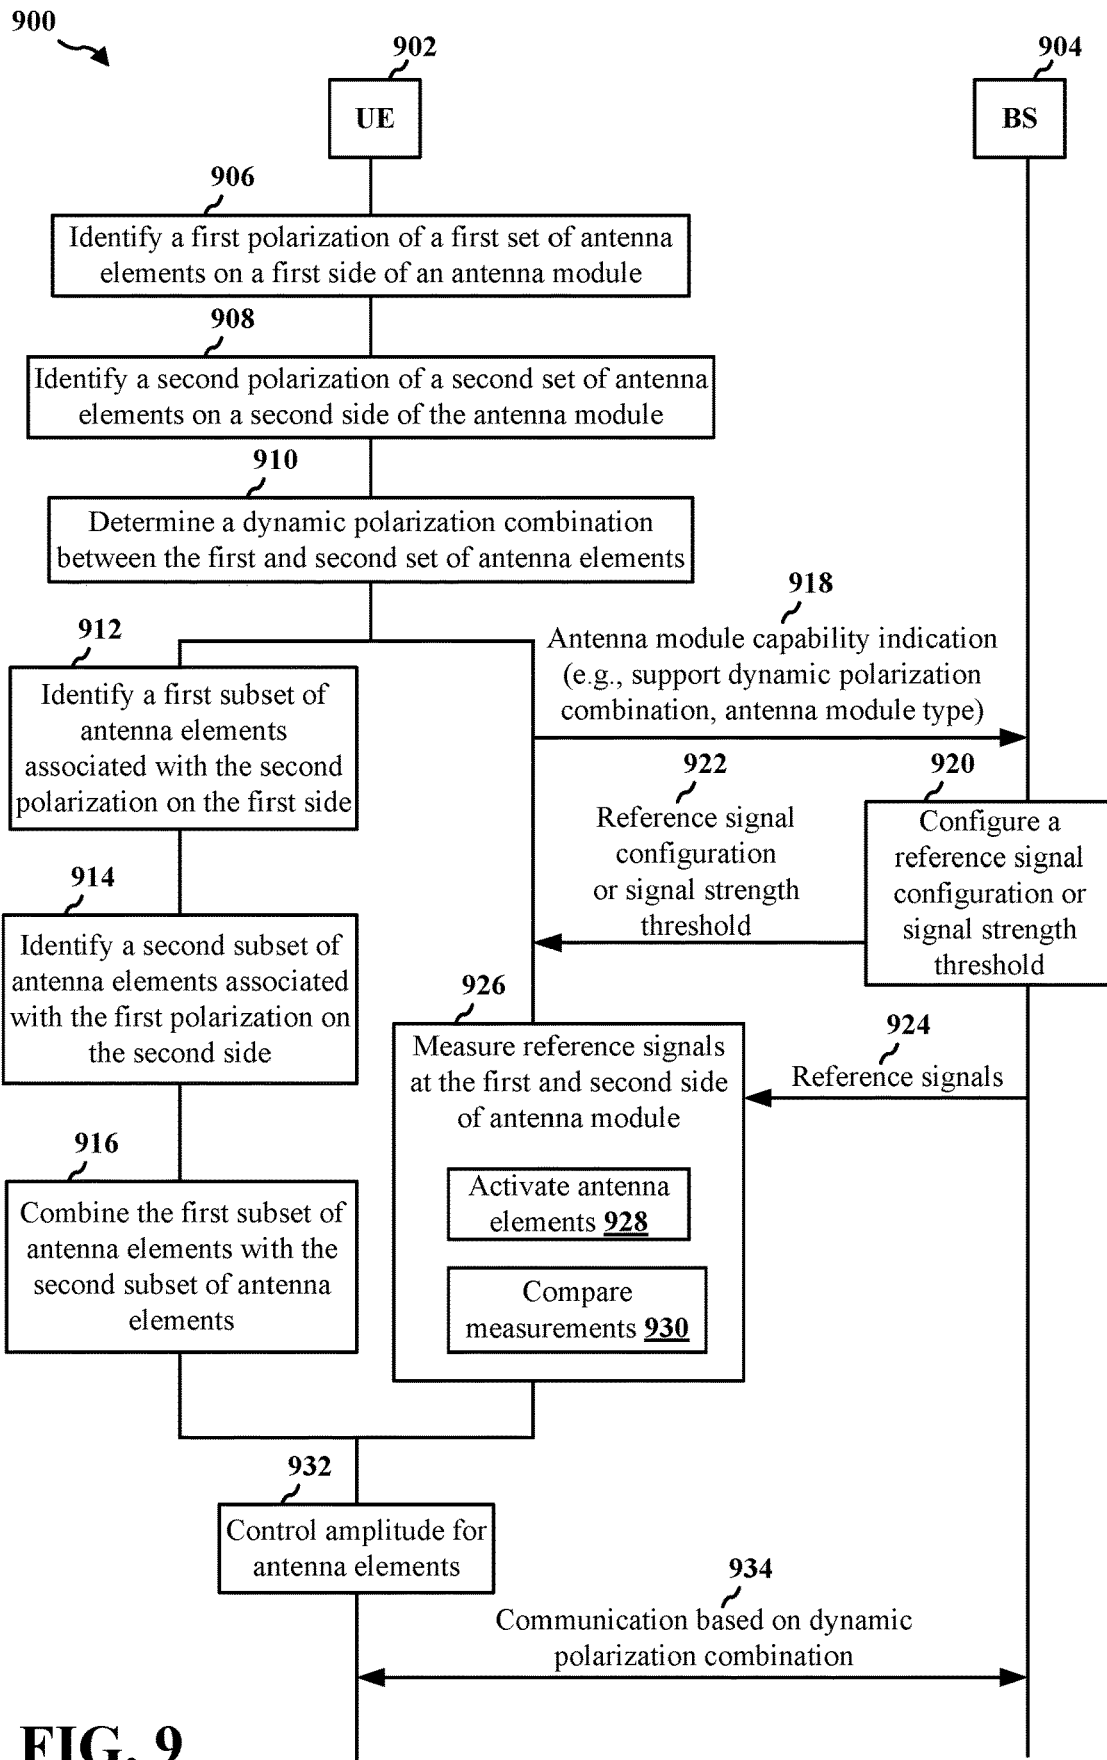 900
902
904
UE
BS
906
Identify a first polarization of a first set of antenna
elements on a first side of an antenna module
908
Identify a second polarization of a second set of antenna
elements on a second side of the antenna module
910
Determine a dynamic polarization combination
between the first and second set of antenna elements
918
Antenna module capability indication
(e.g., support dynamic polarization
combination, antenna module type)
912
Identify a first subset of
antenna elements
associated with the second
polarization on the first side
922
Reference signal
configuration
or signal strength
threshold
920
Configure a
reference signal
configuration or
signal strength
threshold
914
Identify a second subset of
antenna elements associated
with the first polarization on
the second side
926
Measure reference signals
at the first and second side
of antenna module
924
Reference signals
Activate antenna
elements 928
Compare
measurements 930
916
Combine the first subset of
antenna elements with the
second subset of antenna
elements
932
Control amplitude for
antenna elements
934
Communication based on dynamic
polarization combination
FIG. 9